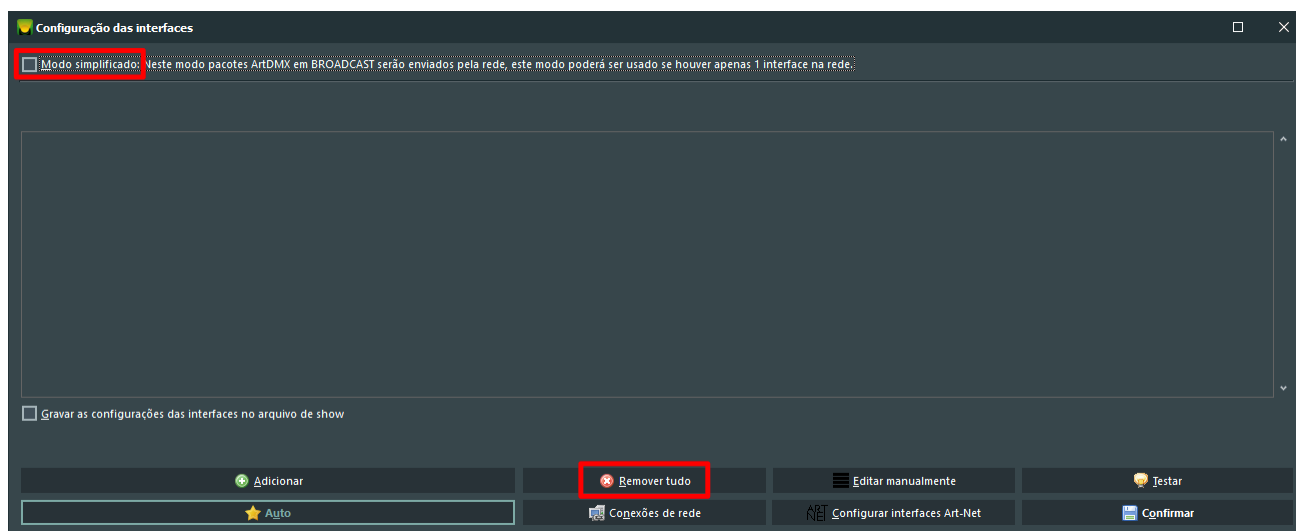 Configuração das interfaces
Modo simplificado: Neste modo pacotes ArtDMX em BROADCAST serão enviados pela rede, este modo poderá ser usado se houver apenas 1 interface na rede.
Gravar as configurações das interfaces no arquivo de show
Adicionar
Remover tudo
Editar manualmente
Testar
Auto
Conexões de rede
ART NET Configurar interfaces Art-Net
Confirmar